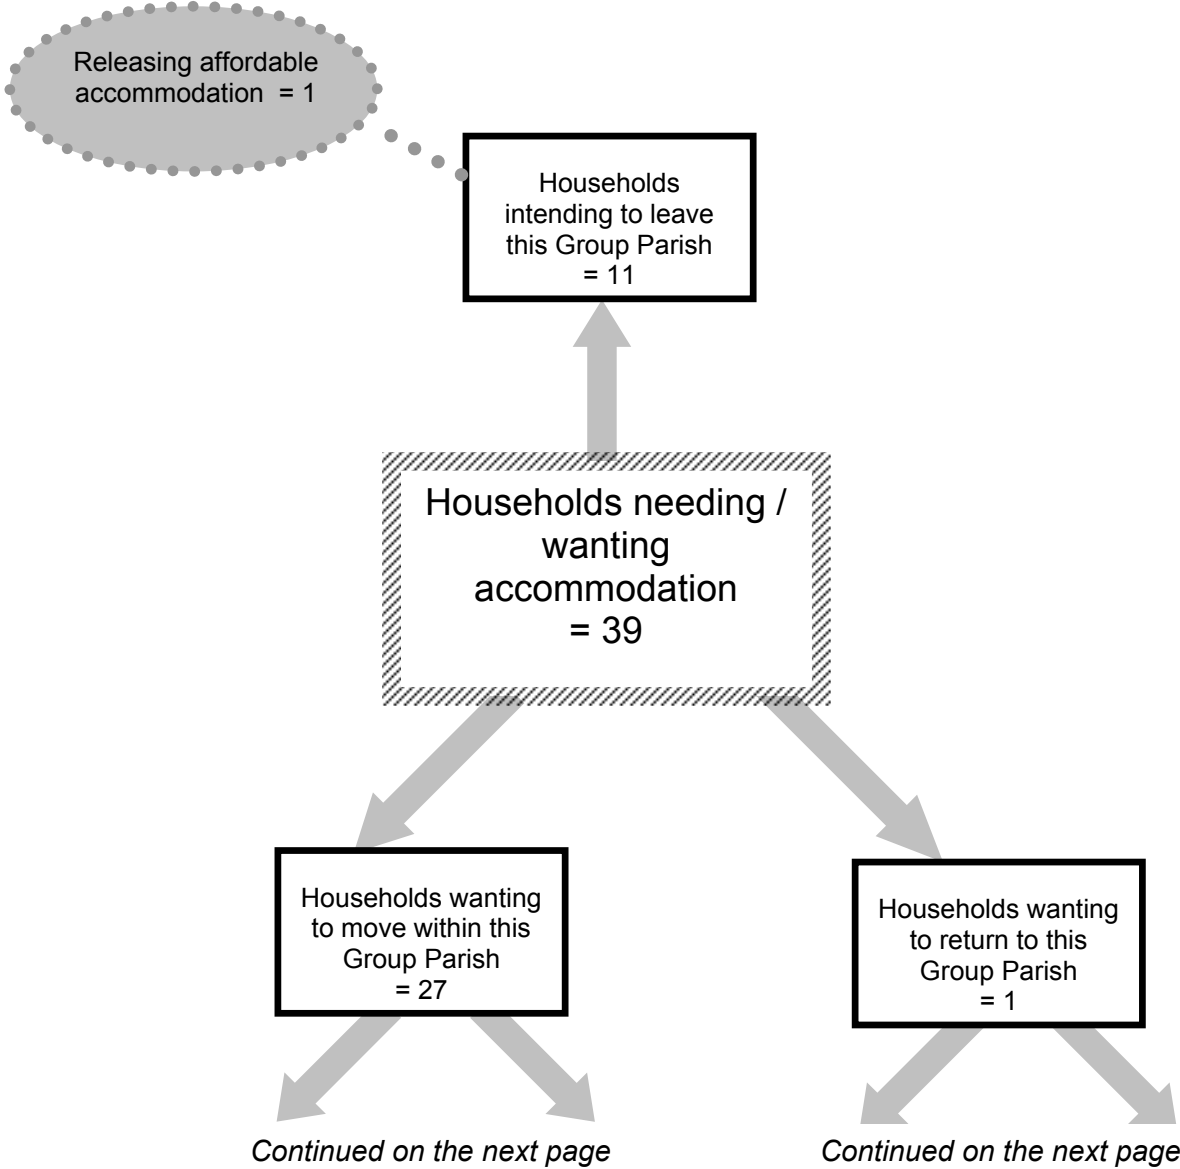 Releasing affordable
accommodation = 1
Households
intending to leave
this Group Parish
= 11
Households needing /
wanting
accommodation
= 39
Households wanting
to move within this
Group Parish
= 27
Households wanting
to return to this
Group Parish
= 1
Continued on the next page
Continued on the next page